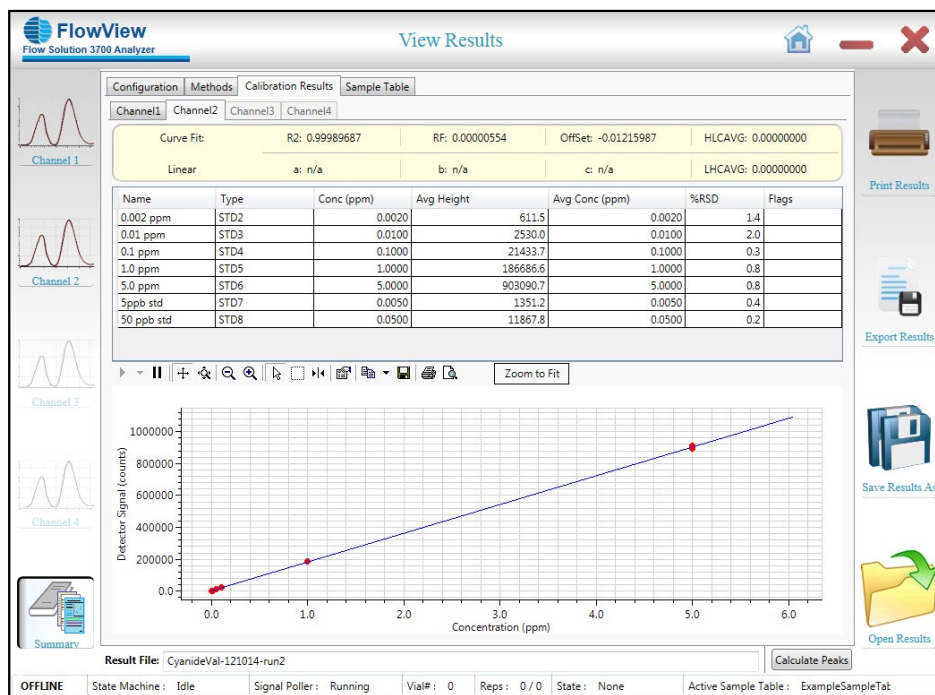 FlowView
Flow Solution 3700 Analyzer
View Results
Configuration Methods Calibration Results Sample Table
Channel1 Channel2 Channel3 Channel4
Curve Fit: R2: 0.99989687 RF: 0.00000554 OffSet: -0.01215987 HLCAVG: 0.00000000
Linear a: n/a b: n/a c: n/a LHCAVG: 0.00000000
Name Type Conc (ppm) Avg Height Avg Conc (ppm) %RSD Flags
0.002 ppm STD2 0.0020 611.5 0.0020 1.4
0.01 ppm STD3 0.0100 2530.0 0.0100 2.0
0.1 ppm STD4 0.1000 21433.7 0.1000 0.3
1.0 ppm STD5 1.0000 186686.6 1.0000 0.8
5.0 ppm STD6 5.0000 903090.7 5.0000 0.8
5ppb std STD7 0.0050 1351.2 0.0050 0.4
50 ppb std STD8 0.0500 11867.8 0.0500 0.2
Zoom to Fit
Channel 1
Channel 2
Channel 3
Channel 4
Summary
Print Results
Export Results
Save Results As
Open Results
Detector Signal (counts)
1000000
800000
600000
400000
200000
0.0
0.0 1.0 2.0 3.0 4.0 5.0 6.0
Concentration (ppm)
Result File: CyanideVal-121014-run2 Calculate Peaks
OFFLINE State Machine : Idle Signal Poller : Running Vial# : 0 Reps : 0 / 0 State : None Active Sample Table : ExampleSampleTab